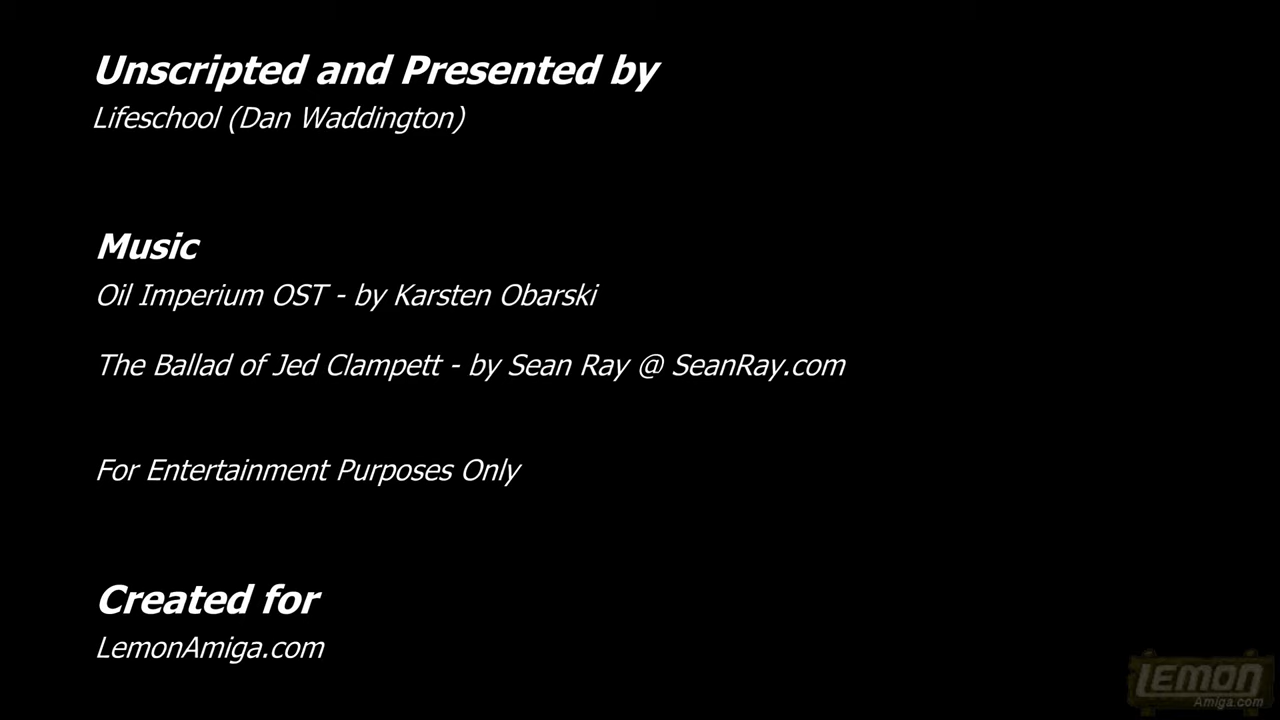 Unscripted and Presented by
Lifeschool (Dan Waddington)
Music
Oil Imperium OST - by Karsten Obarski
The Ballad of Jed Clampett - by Sean Ray @ SeanRay.com
For Entertainment Purposes Only
Created for
LemonAmiga.com
LEMON
Amiga.com